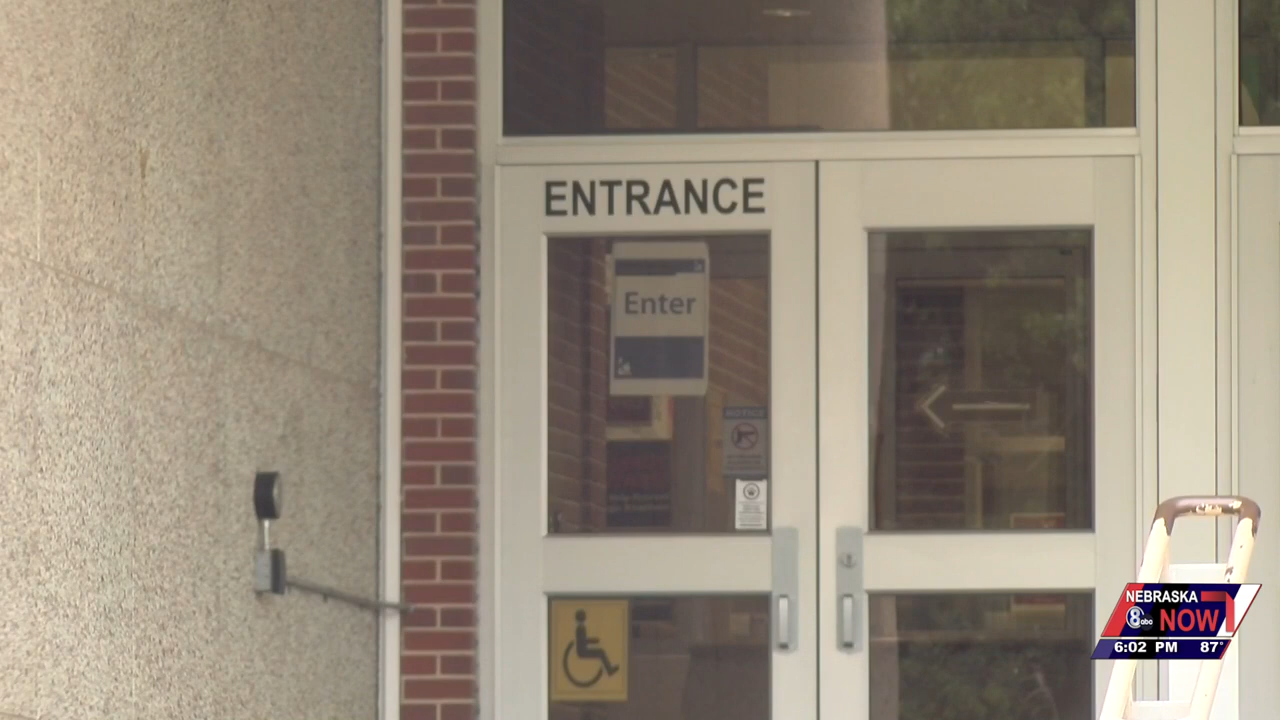 ENTRANCE
Enter
NOTICE
NEBRASKA
8 abc NOW
6:02 PM 87°